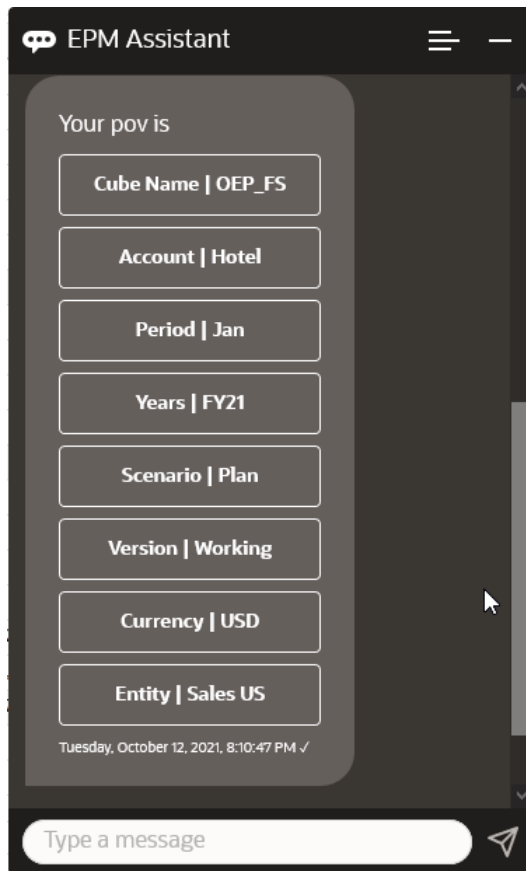 EPM Assistant
Your pov is
Cube Name | OEP_FS
Account | Hotel
Period | Jan
Years | FY21
Scenario | Plan
Version | Working
Currency | USD
Entity | Sales US
Tuesday, October 12, 2021, 8:10:47 PM ✓
Type a message